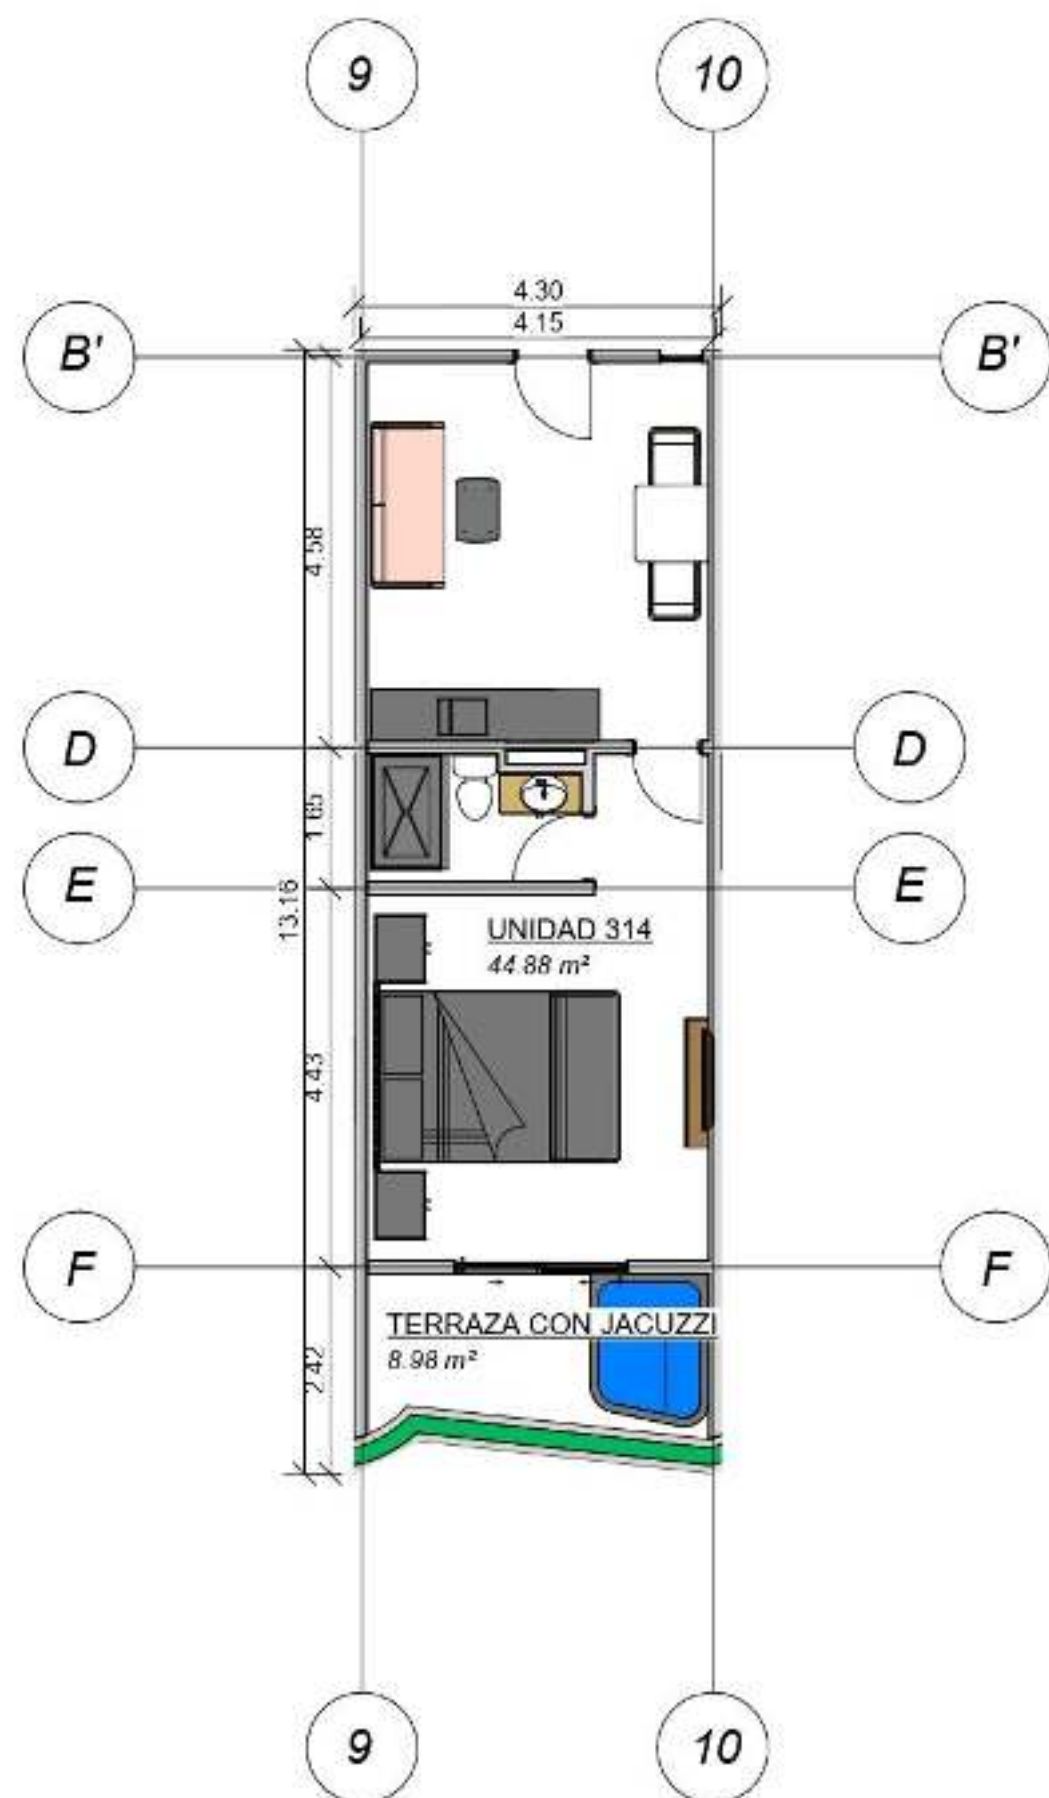 9
10
4.30
4.15
B'
B'
4.58
D
D
1.65
E
E
13.16
UNIDAD 314
44.88 m²
4.43
F
F
TERRAZA CON JACUZZI
8.98 m²
2.42
9
10